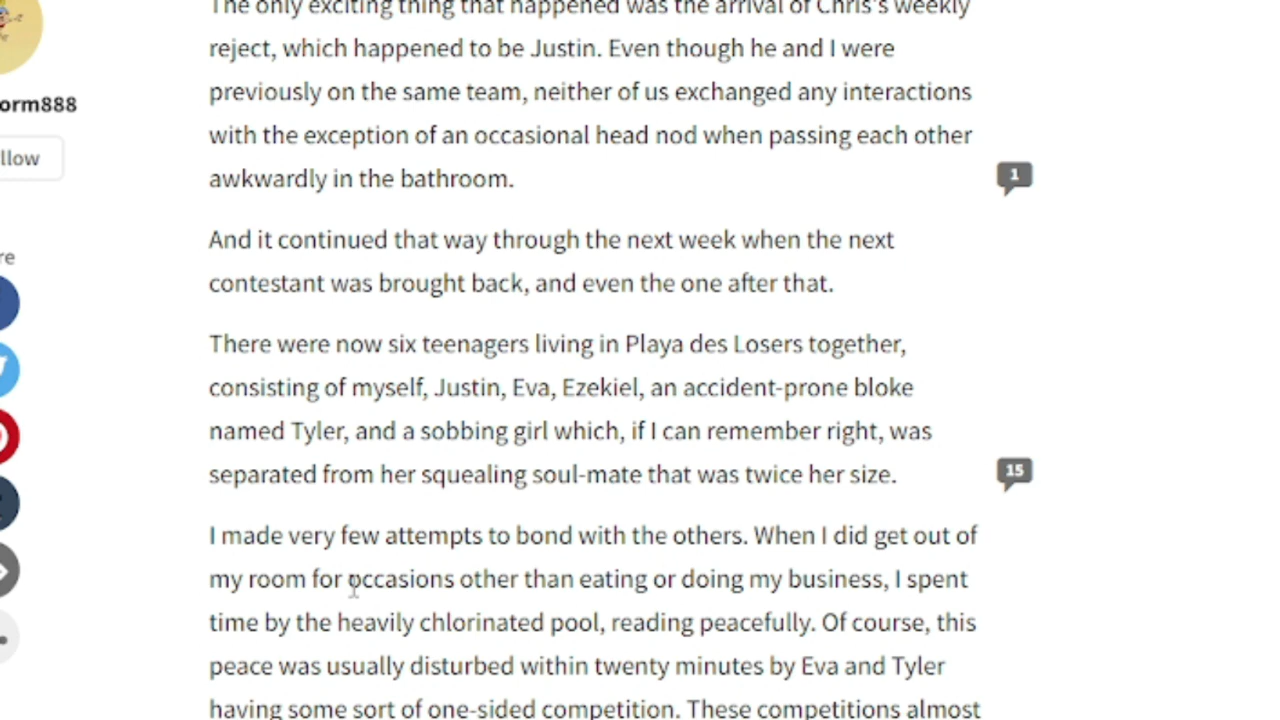 The only exciting thing that happened was the arrival of Chris's weekly
reject, which happened to be Justin. Even though he and I were
previously on the same team, neither of us exchanged any interactions
with the exception of an occasional head nod when passing each other
awkwardly in the bathroom.
1
And it continued that way through the next week when the next
contestant was brought back, and even the one after that.
There were now six teenagers living in Playa des Losers together,
consisting of myself, Justin, Eva, Ezekiel, an accident-prone bloke
named Tyler, and a sobbing girl which, if I can remember right, was
separated from her squealing soul-mate that was twice her size.
15
I made very few attempts to bond with the others. When I did get out of
my room for occasions other than eating or doing my business, I spent
time by the heavily chlorinated pool, reading peacefully. Of course, this
peace was usually disturbed within twenty minutes by Eva and Tyler
having some sort of one-sided competition. These competitions almost
orm888
llow
re